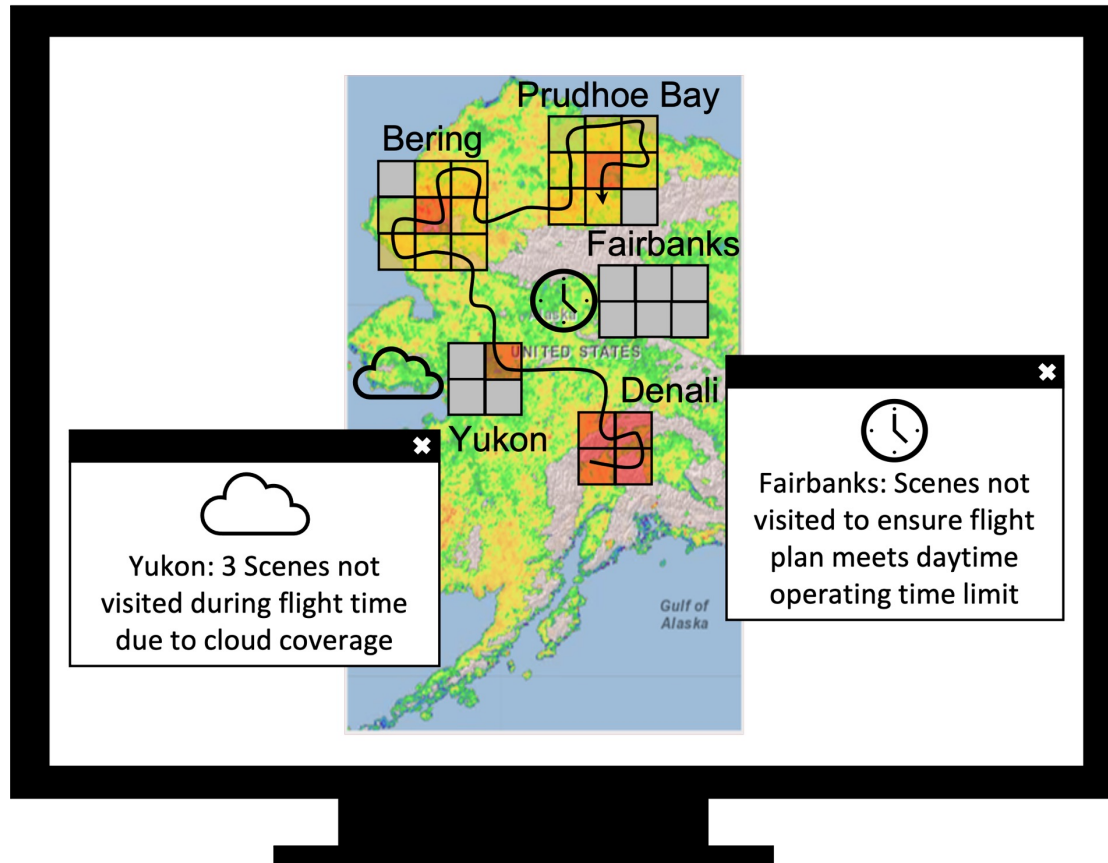 Prudhoe Bay
Bering
Fairbanks
Alaska
UNITED STATES
Denali
Yukon
Yukon: 3 Scenes not
visited during flight time
due to cloud coverage
Fairbanks: Scenes not
visited to ensure flight
plan meets daytime
operating time limit
Gulf of
Alaska